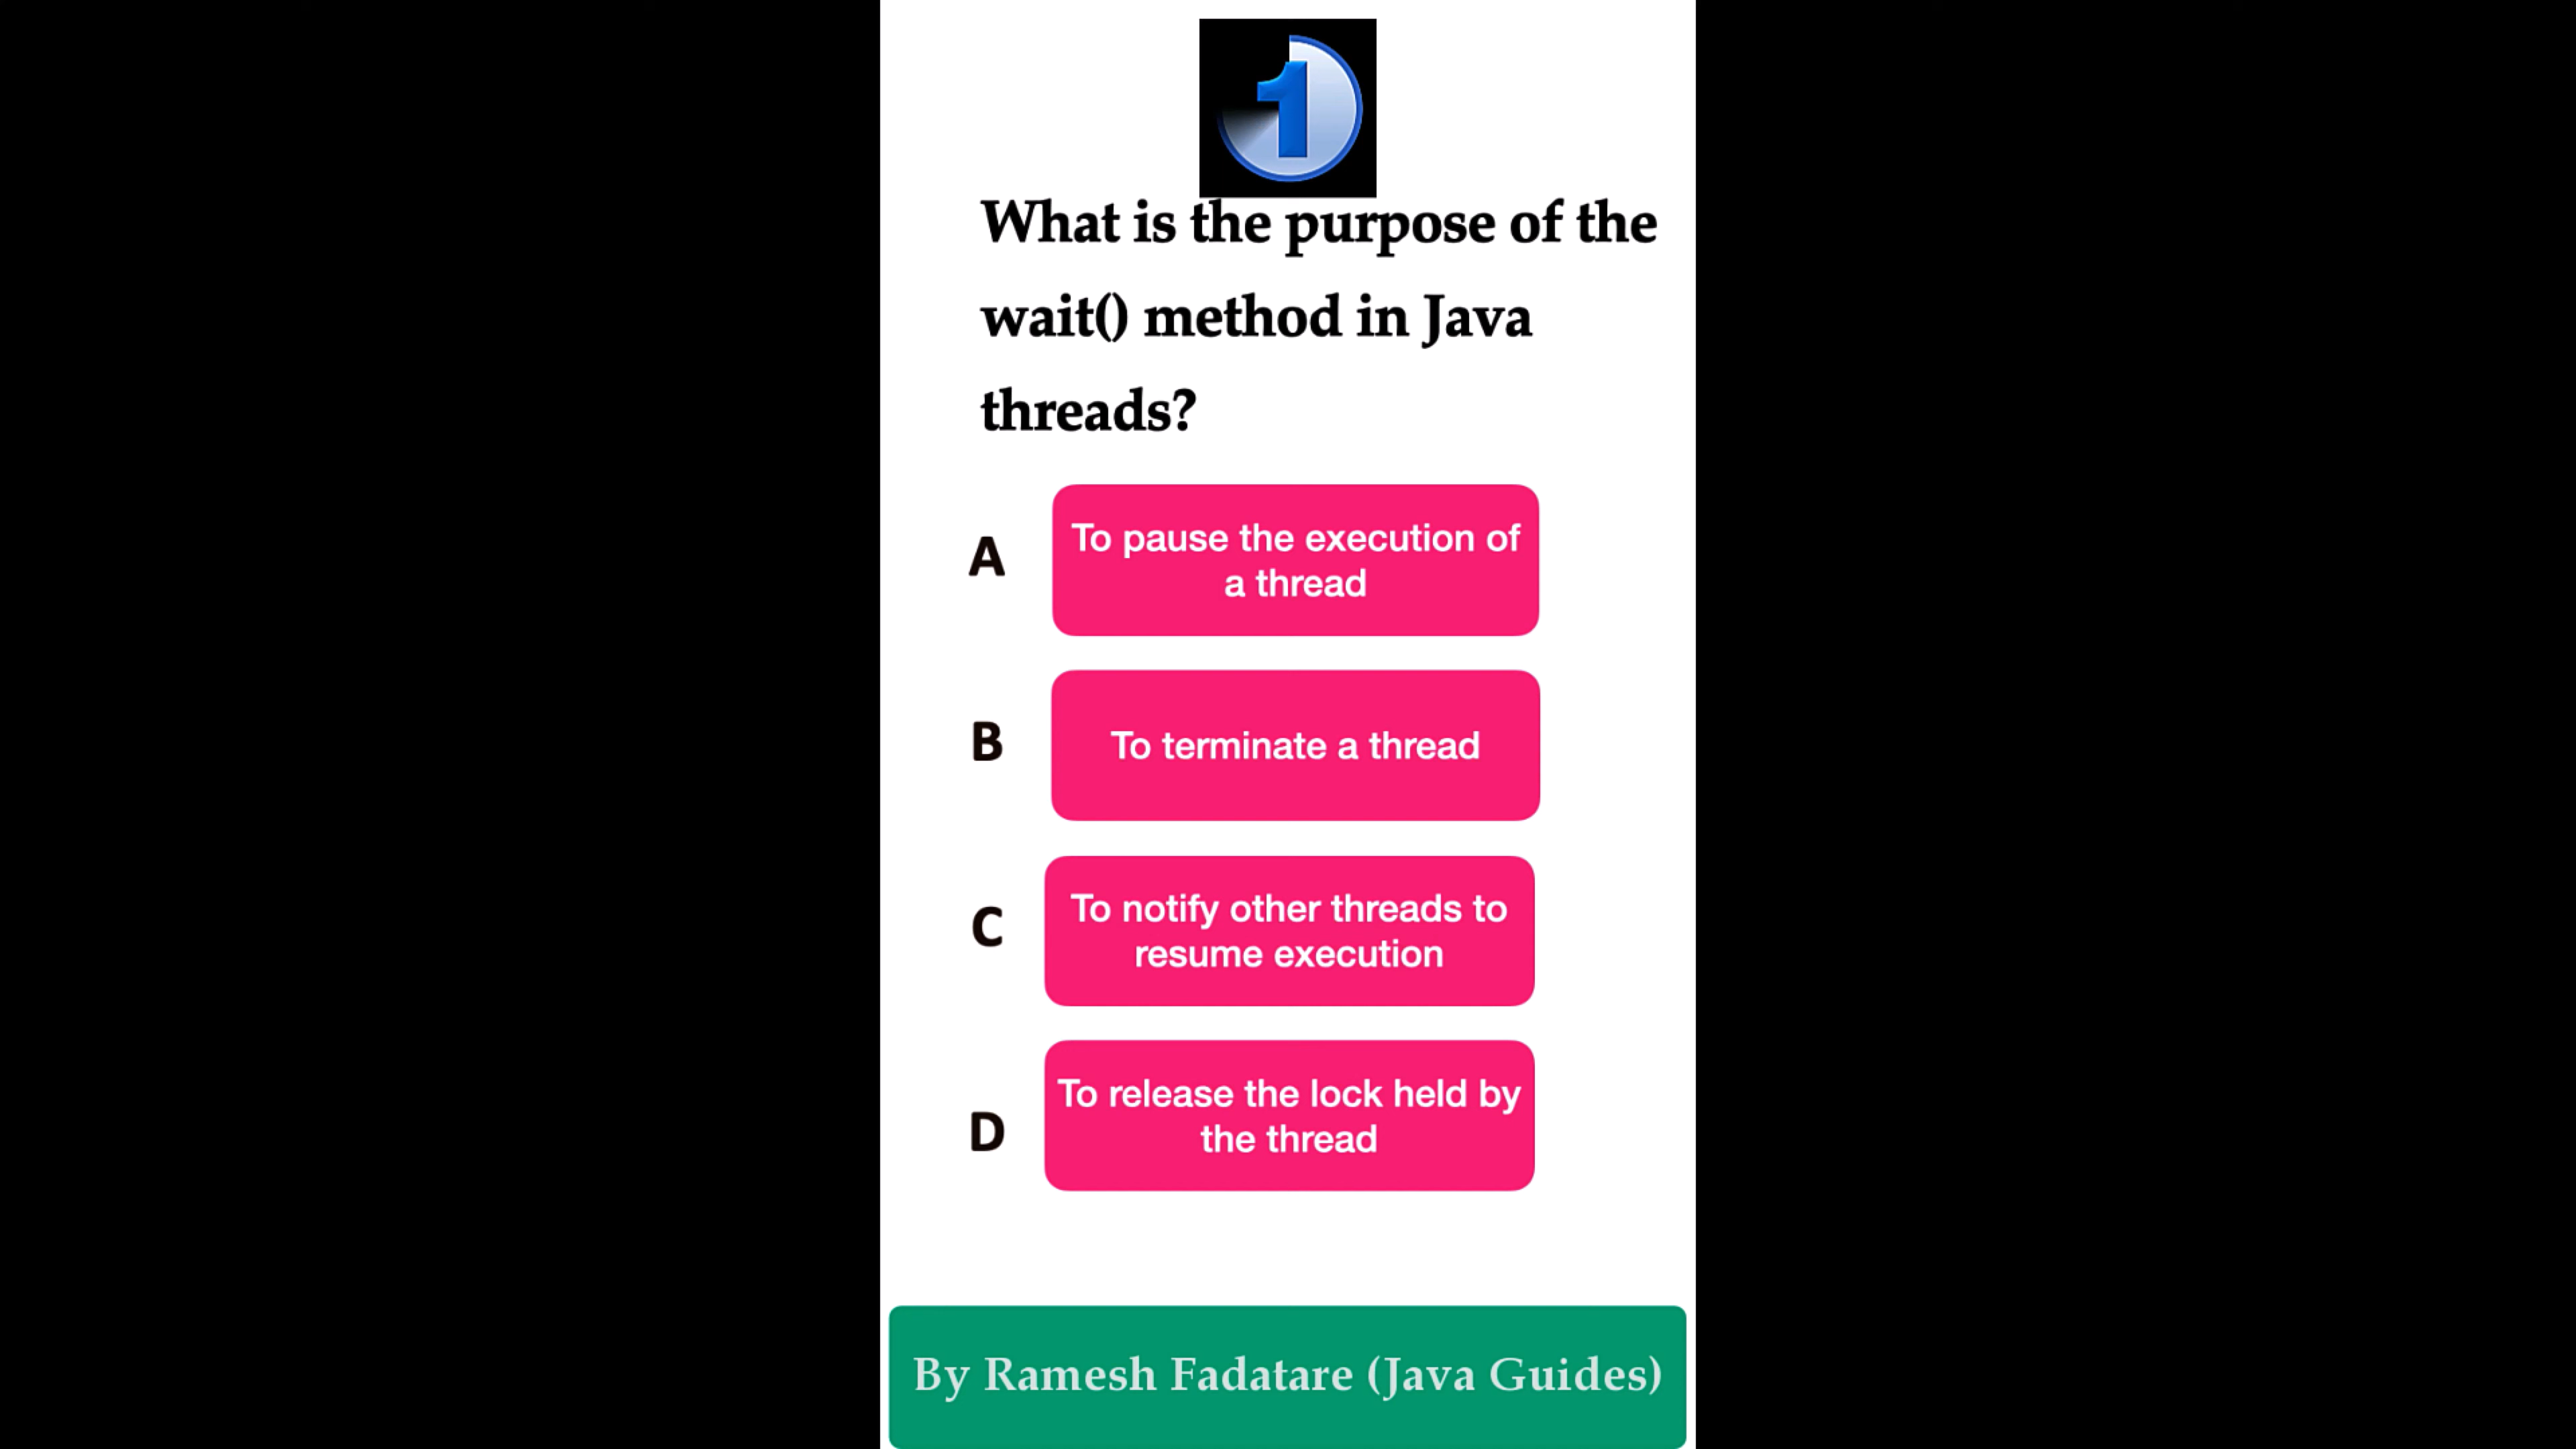 1
What is the purpose of the
wait() method in Java
threads?
A
To pause the execution of
a thread
B
To terminate a thread
C
To notify other threads to
resume execution
D
To release the lock held by
the thread
By Ramesh Fadatare (Java Guides)